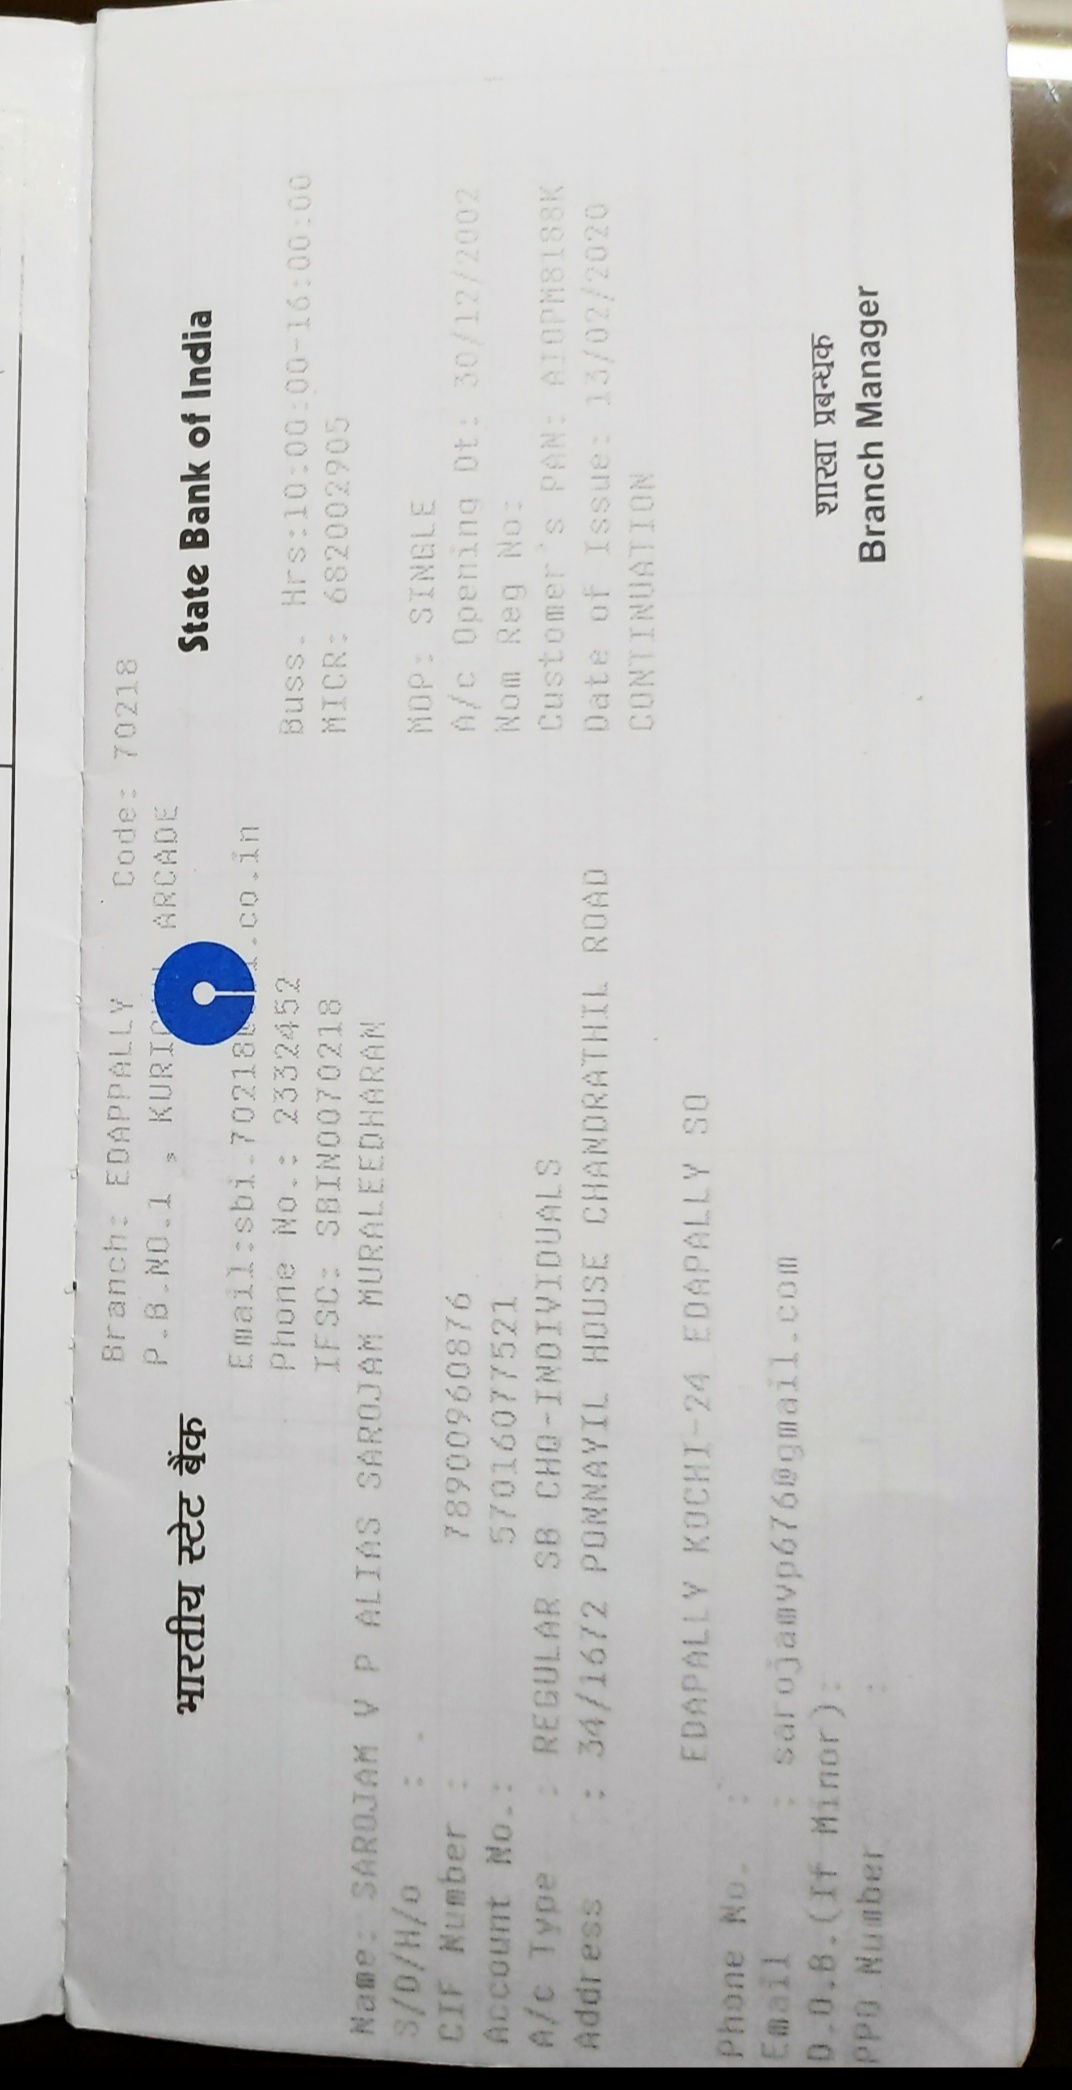 Branch: EDAPPALLY Code: 70218
P.B.NO.1 , ARCADE
भारतीय स्टेट बैंक State Bank of India
Email:sbi.70218 .co.in
Phone No.: 2332452 Buss. Hrs:10:00:00-16:00:00
IFSC: SBIN0070218 MICR: 682002905
Name: SAROJAM V P ALIAS SAROJAM MURALEEDHARAN
S/D/H/o : . MOP: SINGLE
CIF Number : 78900960876 A/c Opening Dt: 30/12/2002
Account No.: 57016077521 Nom Reg No:
A/c Type : REGULAR SB CHQ-INDIVIDUALS Customer's PAN: AIOPM8188K
Address : 34/1672 PONNAYIL HOUSE CHANDRATHIL ROAD Date of Issue: 13/02/2020
CONTINUATION
EDAPALLY KOCHI-24 EDAPALLY SO
Phone No. :
Email : sarojamvp676@gmail.com
D.O.B.(If Minor):
PPO Number :
शाखा प्रबन्धक
Branch Manager